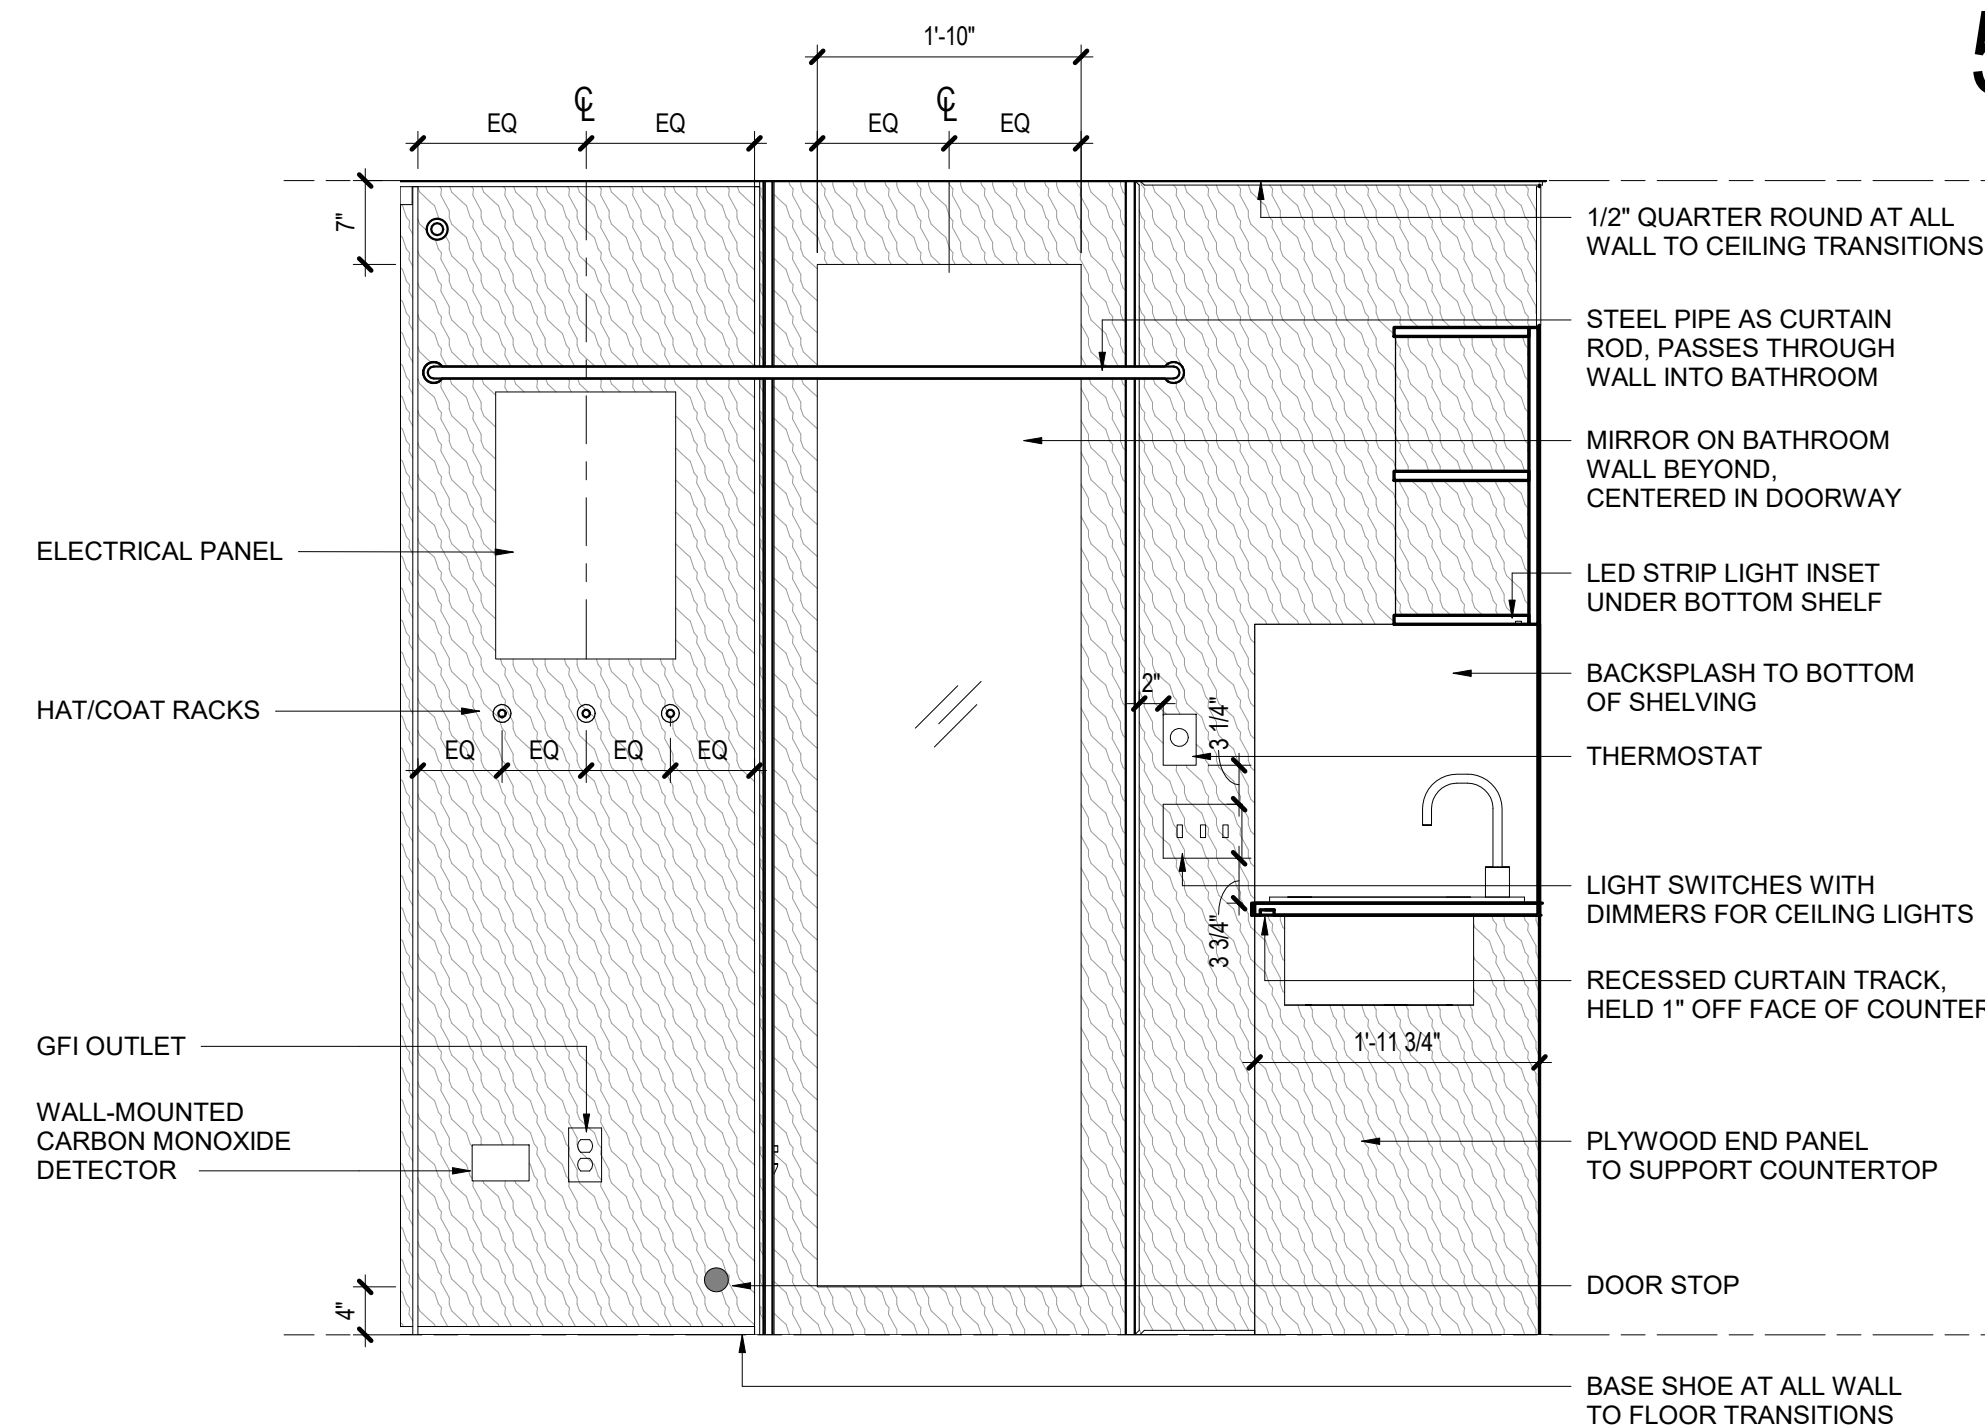 5
1'-10"
℄
℄
EQ
EQ
EQ
EQ
7"
1/2" QUARTER ROUND AT ALL
WALL TO CEILING TRANSITIONS
STEEL PIPE AS CURTAIN
ROD, PASSES THROUGH
WALL INTO BATHROOM
MIRROR ON BATHROOM
WALL BEYOND,
CENTERED IN DOORWAY
ELECTRICAL PANEL
LED STRIP LIGHT INSET
UNDER BOTTOM SHELF
BACKSPLASH TO BOTTOM
OF SHELVING
HAT/COAT RACKS
2"
3 1/4"
EQ
EQ
EQ
EQ
THERMOSTAT
LIGHT SWITCHES WITH
DIMMERS FOR CEILING LIGHTS
3 3/4"
RECESSED CURTAIN TRACK,
HELD 1" OFF FACE OF COUNTER
1'-11 3/4"
GFI OUTLET
WALL-MOUNTED
CARBON MONOXIDE
DETECTOR
PLYWOOD END PANEL
TO SUPPORT COUNTERTOP
DOOR STOP
4"
BASE SHOE AT ALL WALL
TO FLOOR TRANSITIONS